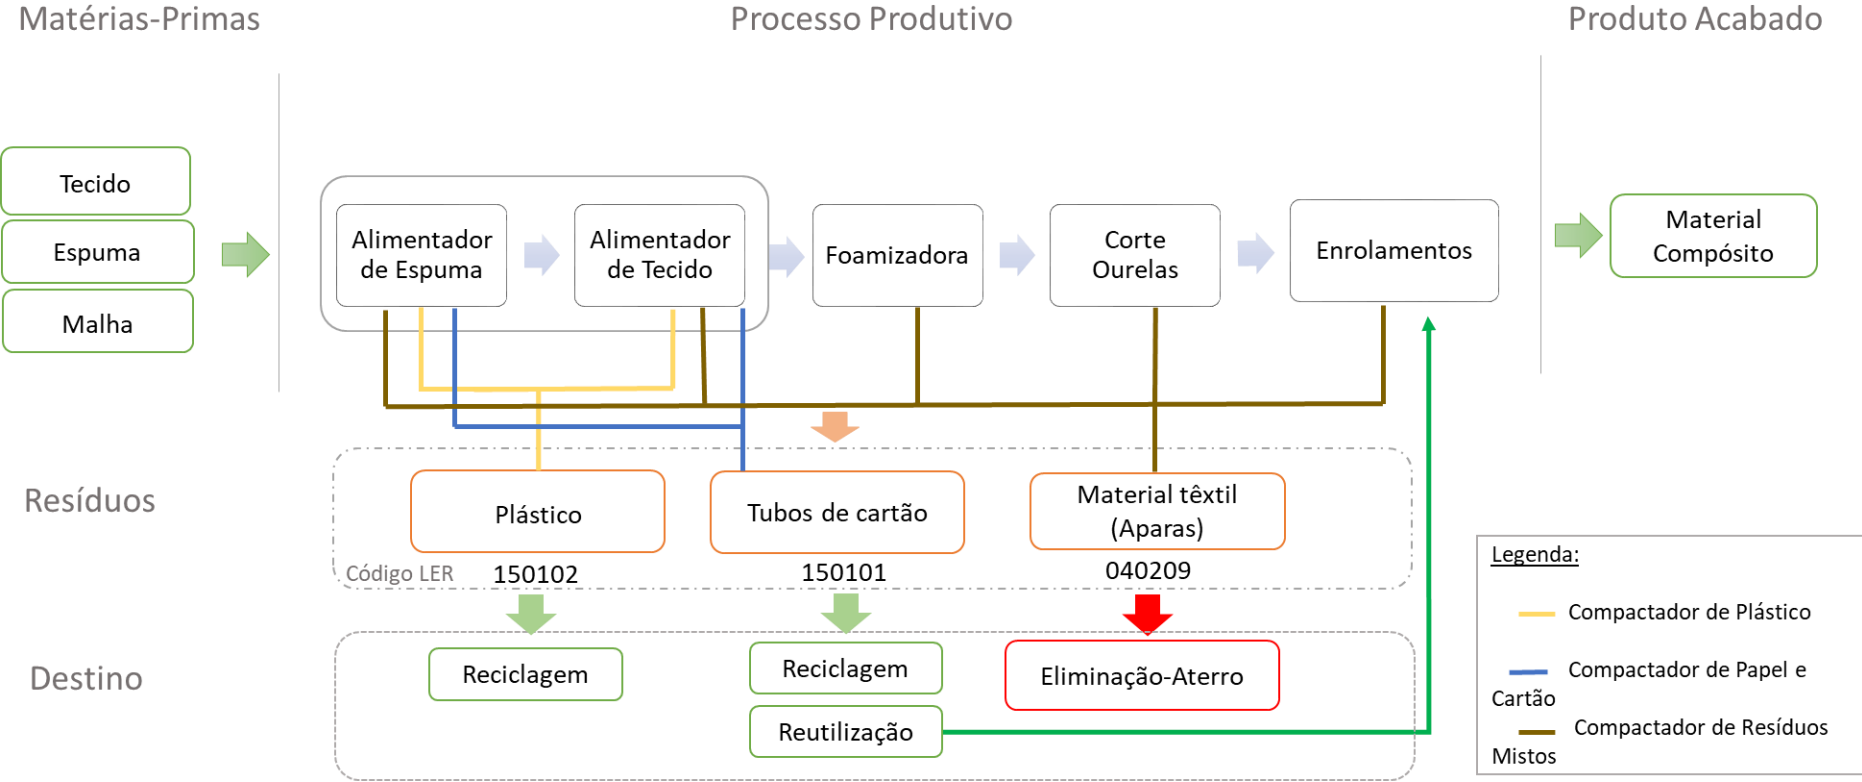 Matérias-Primas
Processo Produtivo
Produto Acabado
Tecido
Espuma
Malha
Alimentador
de Espuma
Alimentador
de Tecido
Foamizadora
Corte
Ourelas
Enrolamentos
Material
Compósito
Resíduos
Plástico
Tubos de cartão
Material têxtil
(Aparas)
Código LER
150102
150101
040209
Destino
Reciclagem
Reciclagem
Reutilização
Eliminação-Aterro
Legenda:
Compactador de Plástico
Compactador de Papel e
Cartão
Compactador de Resíduos
Mistos